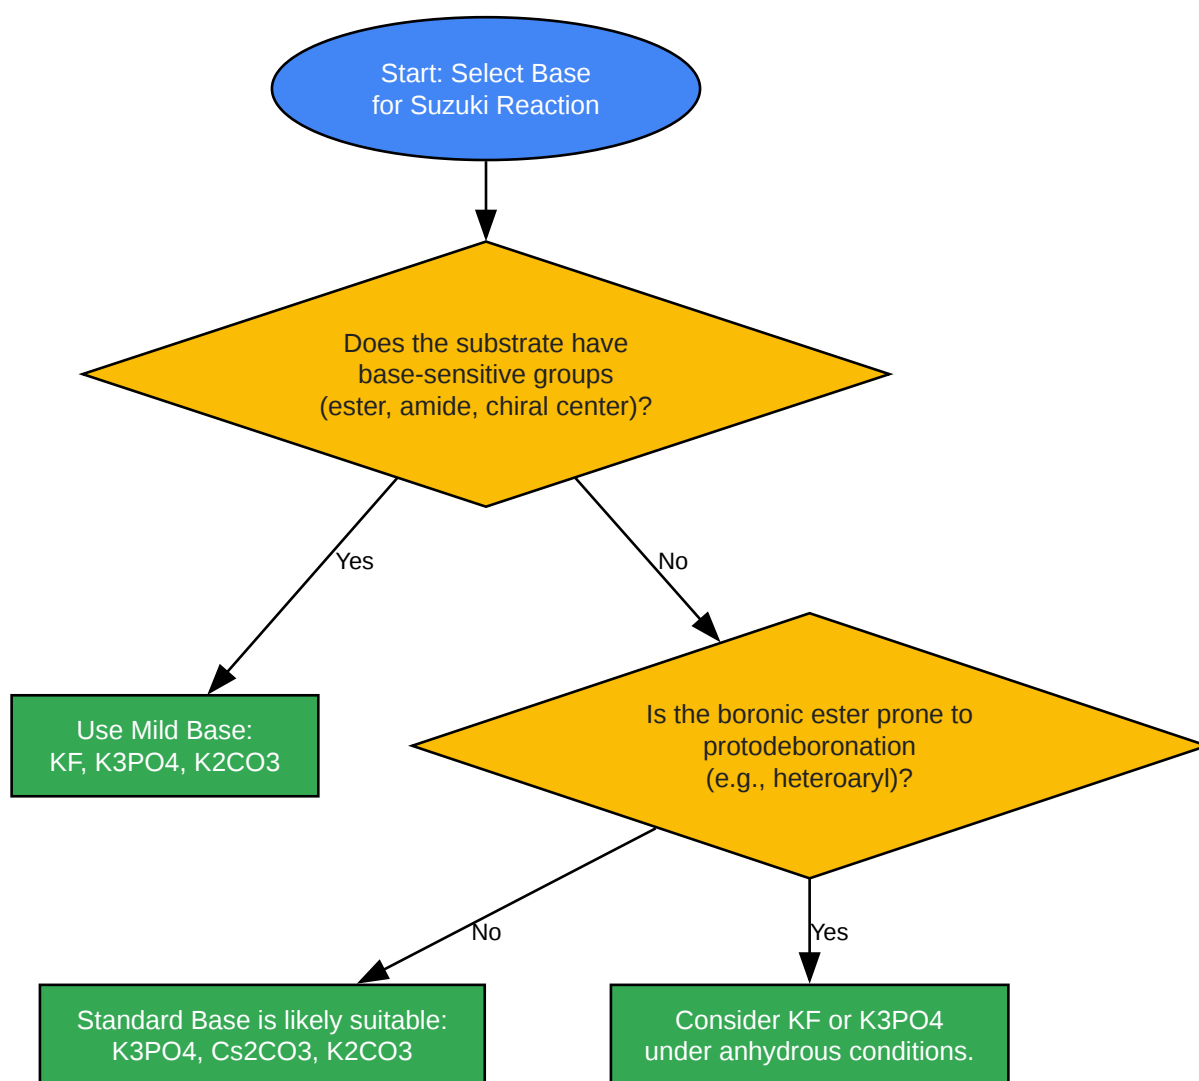 Start: Select Base
for Suzuki Reaction
Does the substrate have
base-sensitive groups
(ester, amide, chiral center)?
Yes
No
Use Mild Base:
KF, K3PO4, K2CO3
Is the boronic ester prone to
protodeboronation
(e.g., heteroaryl)?
No
Yes
Standard Base is likely suitable:
K3PO4, Cs2CO3, K2CO3
Consider KF or K3PO4
under anhydrous conditions.